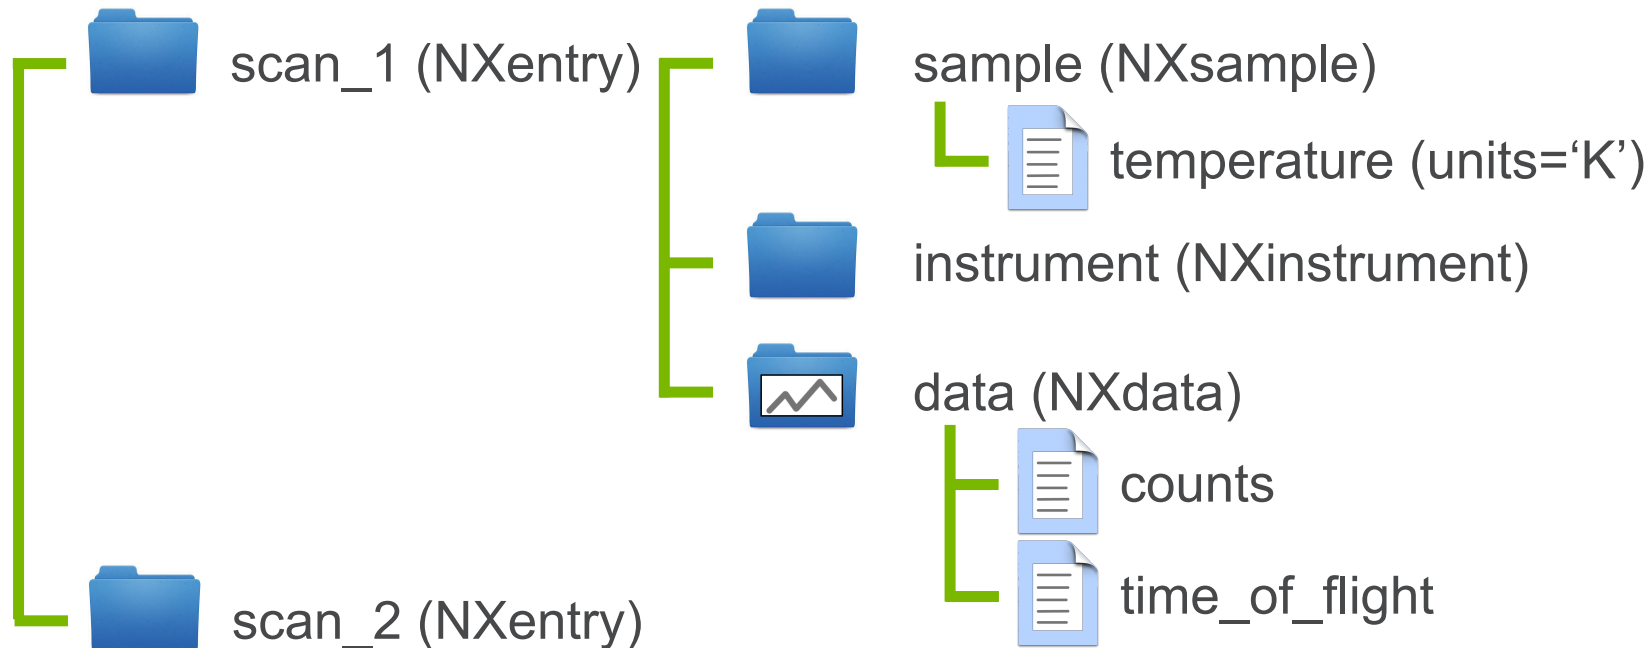 scan_1 (NXentry)
sample (NXsample)
temperature (units=‘K’)
instrument (NXinstrument)
data (NXdata)
counts
time_of_flight
scan_2 (NXentry)